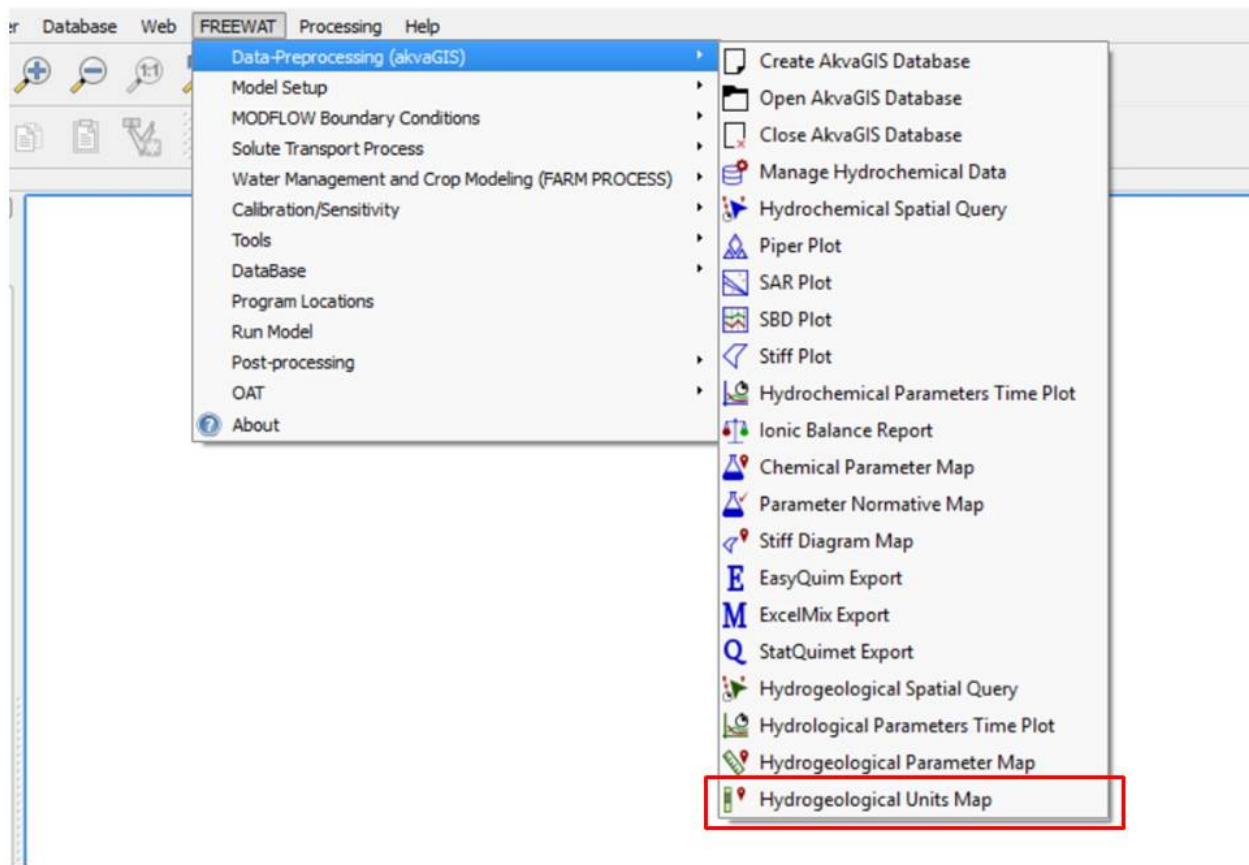 Database Web FREEWAT Processing Help
1:1
Data-Preprocessing (akvaGIS)
Model Setup
MODFLOW Boundary Conditions
Solute Transport Process
Water Management and Crop Modeling (FARM PROCESS)
Calibration/Sensitivity
Tools
DataBase
Program Locations
Run Model
Post-processing
OAT
About
Create AkvaGIS Database
Open AkvaGIS Database
Close AkvaGIS Database
Manage Hydrochemical Data
Hydrochemical Spatial Query
Piper Plot
SAR Plot
SBD Plot
Stiff Plot
Hydrochemical Parameters Time Plot
Ionic Balance Report
Chemical Parameter Map
Parameter Normative Map
Stiff Diagram Map
E EasyQuim Export
M ExcelMix Export
Q StatQuimet Export
Hydrogeological Spatial Query
Hydrological Parameters Time Plot
Hydrogeological Parameter Map
Hydrogeological Units Map